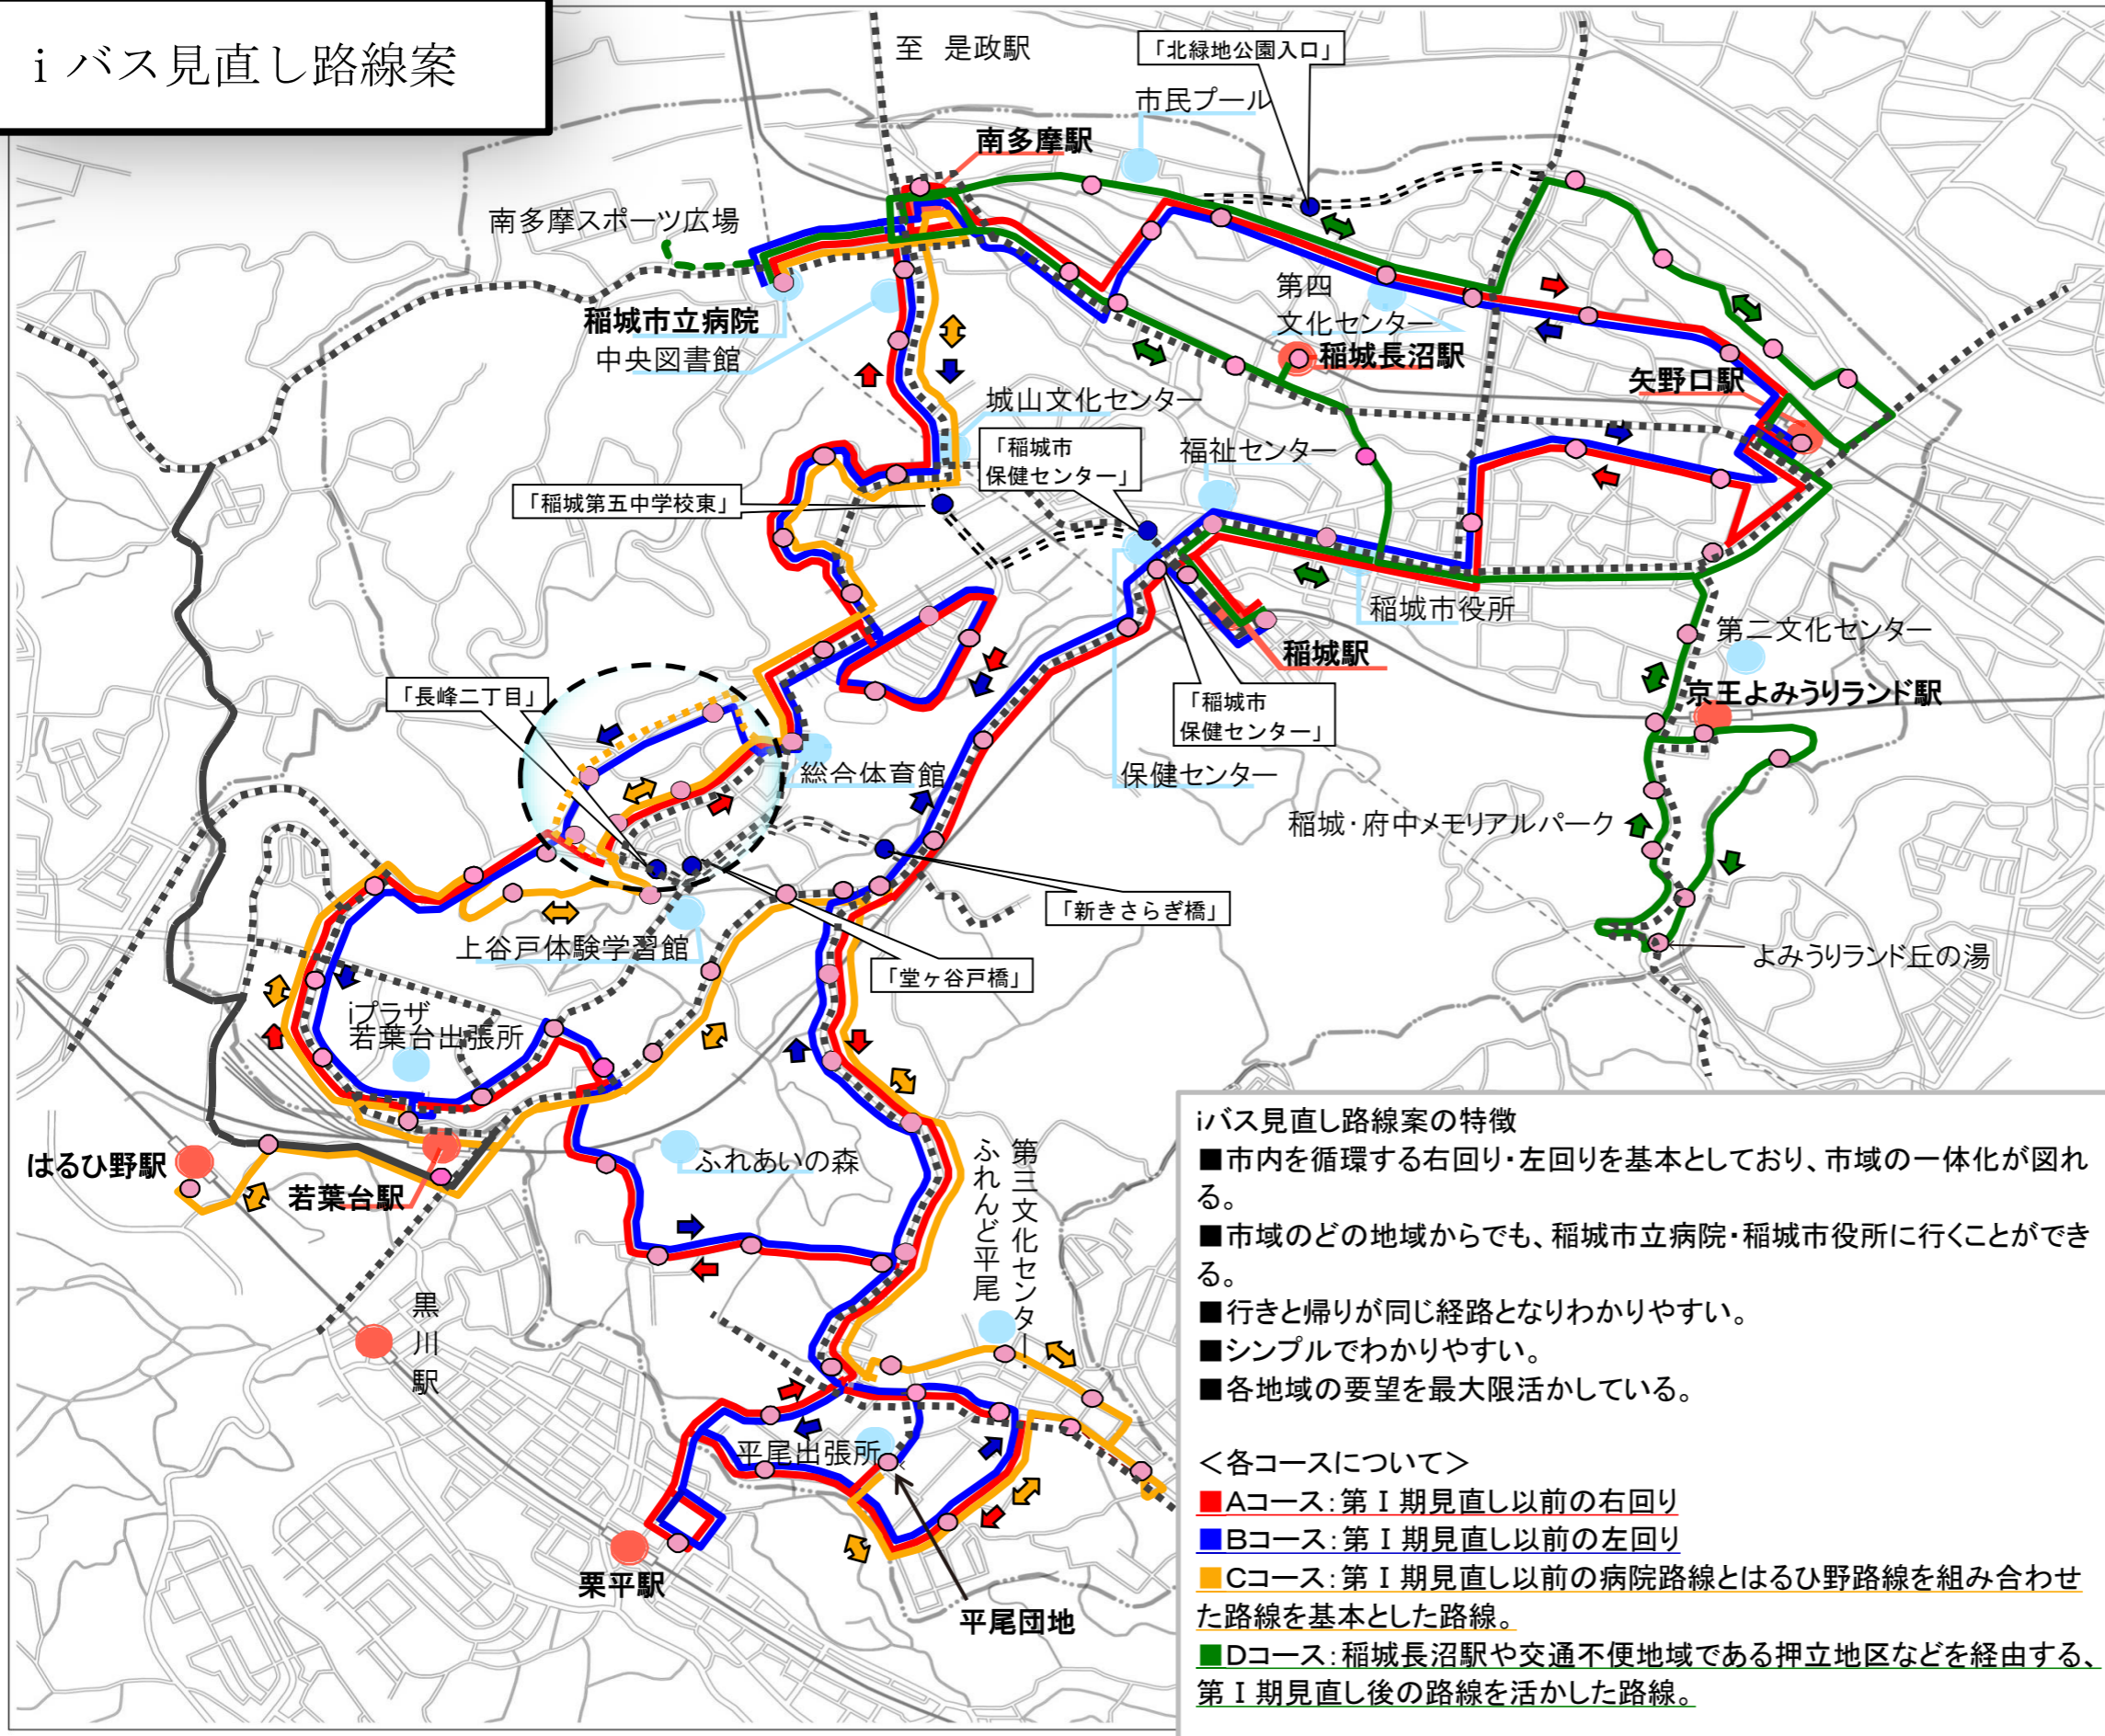 i バス見直し路線案
至 是政駅
「北緑地公園入口」
市民プール
南多摩駅
南多摩スポーツ広場
稲城市立病院
中央図書館
第四
文化センター
稲城長沼駅
矢野口駅
城山文化センター
「稲城市
保健センター」
福祉センター
「稲城第五中学校東」
稲城市役所
第二文化センター
稲城駅
京王よみうりランド駅
「長峰二丁目」
「稲城市
保健センター」
総合体育館
保健センター
稲城・府中メモリアルパーク
「新きさらぎ橋」
上谷戸体験学習館
「堂ヶ谷戸橋」
よみうりランド丘の湯
iプラザ
若葉台出張所
はるひ野駅
若葉台駅
ふれあいの森
第三文化センター
ふれんど平尾
黒川駅
平尾出張所
栗平駅
平尾団地
iバス見直し路線案の特徴
■市内を循環する右回り・左回りを基本としており、市域の一体化が図れ
る。
■市域のどの地域からでも、稲城市立病院・稲城市役所に行くことができ
る。
■行きと帰りが同じ経路となりわかりやすい。
■シンプルでわかりやすい。
■各地域の要望を最大限活かしている。
＜各コースについて＞
■Aコース：第Ⅰ期見直し以前の右回り
■Bコース：第Ⅰ期見直し以前の左回り
■Cコース：第Ⅰ期見直し以前の病院路線とはるひ野路線を組み合わせ
た路線を基本とした路線。
■Dコース：稲城長沼駅や交通不便地域である押立地区などを経由する、
第Ⅰ期見直し後の路線を活かした路線。